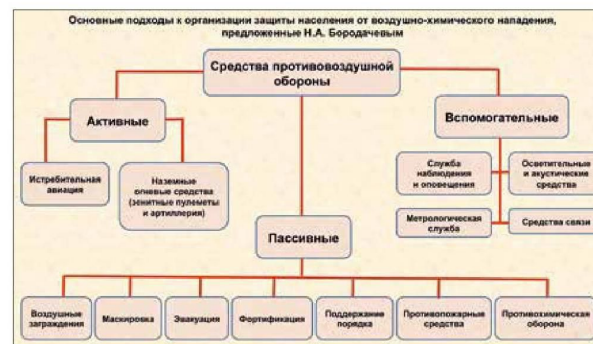 Основные подходы к организации защиты населения от воздушно-химического нападения,
предложенные Н.А. Бородачевым
Средства противовоздушной
обороны
Активные
Вспомогательные
Истребительная
авиация
Наземные
огневые средства
(зенитные пулеметы
и артиллерия)
Служба
наблюдения
и оповещения
Осветительные
и акустические
средства
Метрологическая
служба
Средства связи
Пассивные
Воздушные
заграждения
Маскировка
Эвакуация
Фортификация
Поддержание
порядка
Противопожарные
средства
Противохимическая
оборона